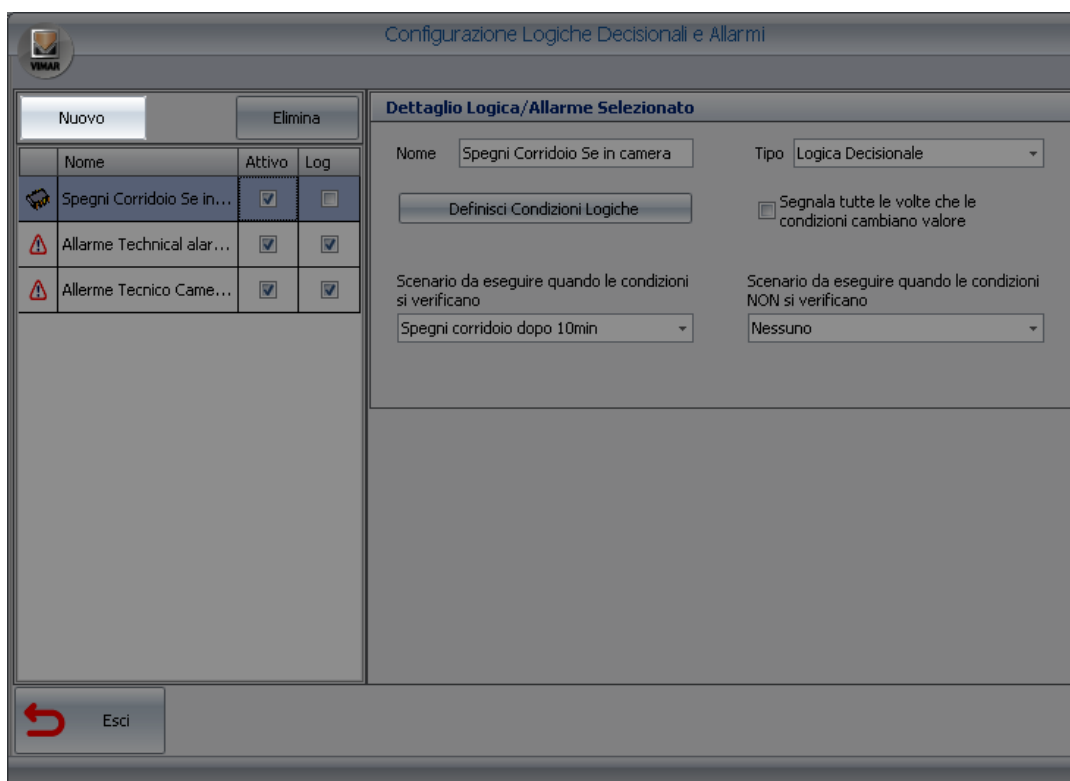 Configurazione Logiche Decisionali e Allarmi
VIMAR
Nuovo
Elimina
Nome Attivo Log
Spegni Corridoio Se in...
Allarme Technical alar...
Allerme Tecnico Came...
Dettaglio Logica/Allarme Selezionato
Nome Spegni Corridoio Se in camera
Tipo Logica Decisionale
Definisci Condizioni Logiche
Segnala tutte le volte che le
condizioni cambiano valore
Scenario da eseguire quando le condizioni
si verificano
Spegni corridoio dopo 10min
Scenario da eseguire quando le condizioni
NON si verificano
Nessuno
Esci